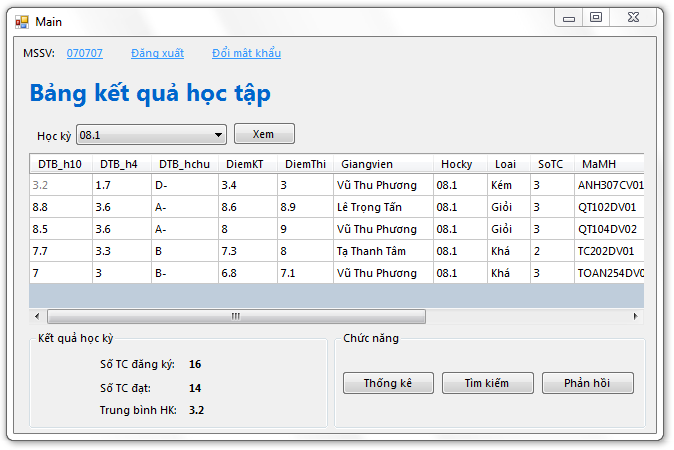 Main
MSSV: 070707 Đăng xuất Đổi mật khẩu
Bảng kết quả học tập
Học kỳ 08.1 Xem
DTB_h10 DTB_h4 DTB_hchu DiemKT DiemThi Giangvien Hocky Loai SoTC MaMH
3.2 1.7 D- 3.4 3 Vũ Thu Phương 08.1 Kém 3 ANH307CV01
8.8 3.6 A- 8.6 8.9 Lê Trọng Tấn 08.1 Giỏi 3 QT102DV01
8.5 3.6 A- 8 9 Vũ Thu Phương 08.1 Giỏi 3 QT104DV02
7.7 3.3 B 7.3 8 Tạ Thanh Tâm 08.1 Khá 2 TC202DV01
7 3 B- 6.8 7.1 Vũ Thu Phương 08.1 Khá 3 TOAN254DV0
Kết quả học kỳ
Số TC đăng ký: 16
Số TC đạt: 14
Trung bình HK: 3.2
Chức năng
Thống kê Tìm kiếm Phản hồi